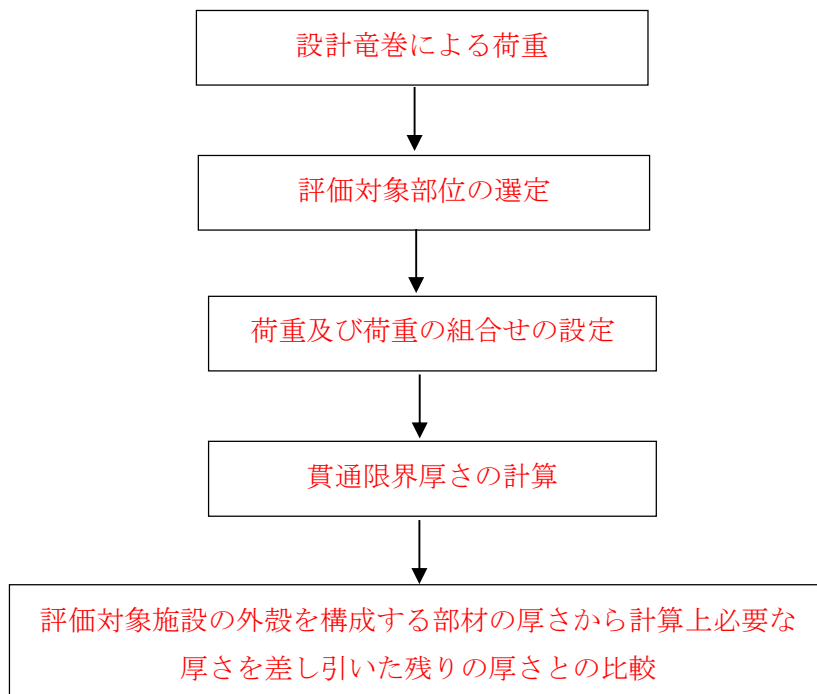 設計竜巻による荷重
評価対象部位の選定
荷重及び荷重の組合せの設定
貫通限界厚さの計算
評価対象施設の外殻を構成する部材の厚さから計算上必要な
厚さを差し引いた残りの厚さとの比較